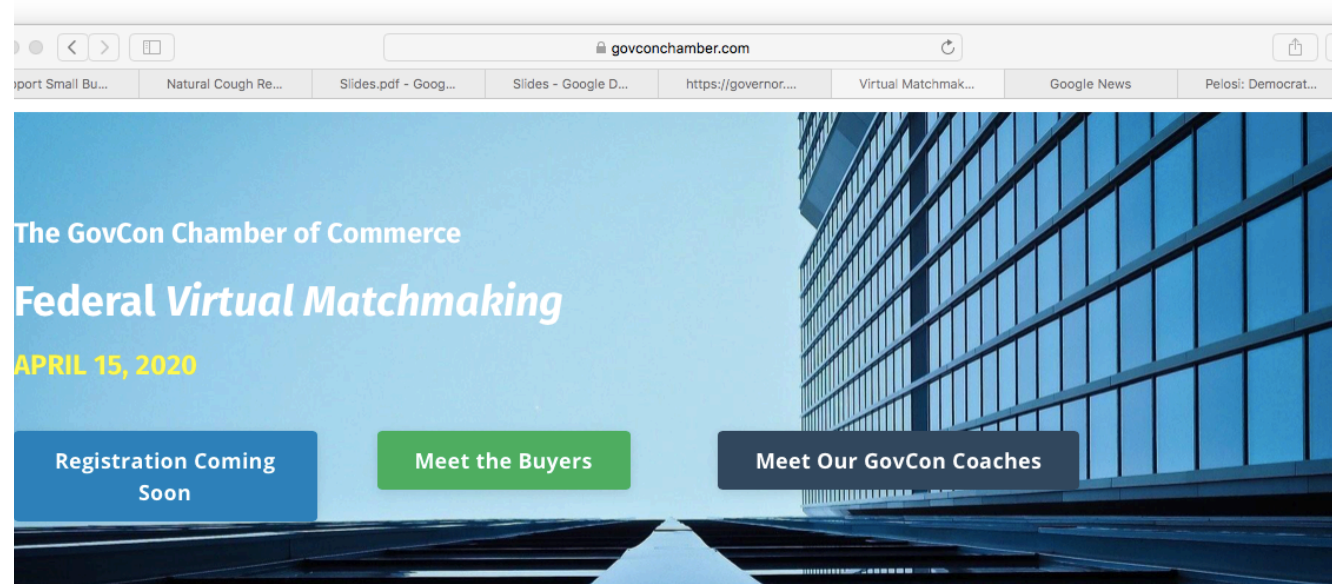 govconchamber.com
pport Small Bu...
Natural Cough Re...
Slides.pdf - Goog...
Slides - Google D...
https://governor....
Virtual Matchmak...
Google News
Pelosi: Democrat...
The GovCon Chamber of Commerce
Federal Virtual Matchmaking
APRIL 15, 2020
Registration Coming
Soon
Meet the Buyers
Meet Our GovCon Coaches